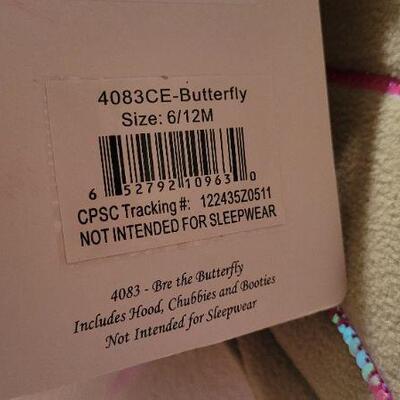 4083CE-Butterfly
Size: 6/12M
6 52792 10963 0
CPSC Tracking #: 122435Z0511
NOT INTENDED FOR SLEEPWEAR
4083 - Bre the Butterfly
Includes Hood, Chubbies and Booties
Not Intended for Sleepwear